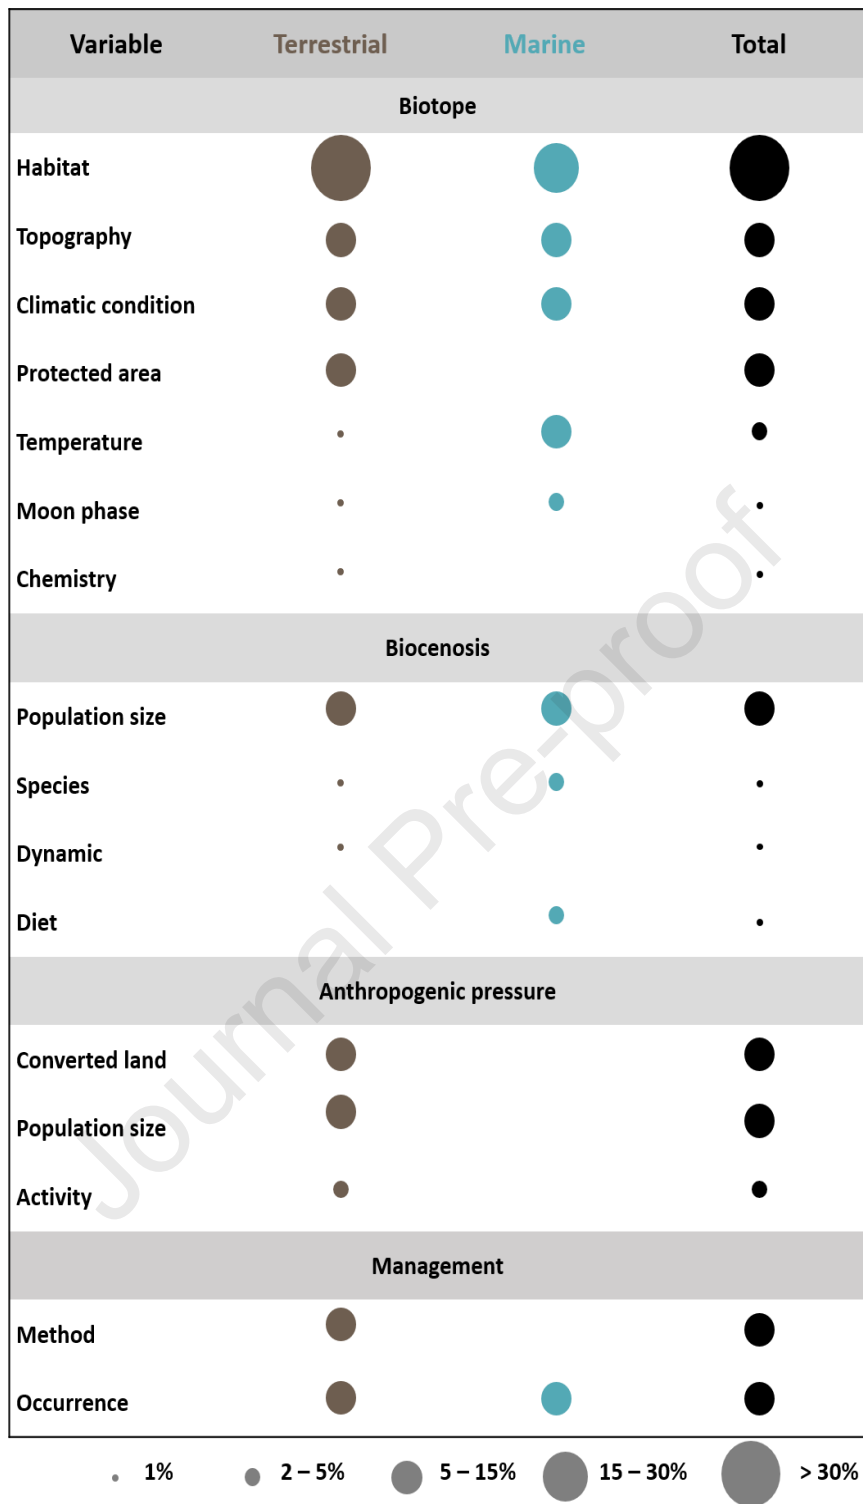 Variable Terrestrial Marine Total
Biotope
Habitat
Topography
Climatic condition
Protected area
Temperature
Moon phase
Chemistry
Biocenosis
Population size
Species
Dynamic
Diet
Anthropogenic pressure
Converted land
Population size
Activity
Management
Method
Occurrence
1% 2 – 5% 5 – 15% 15 – 30% > 30%
Journal Pre-proof